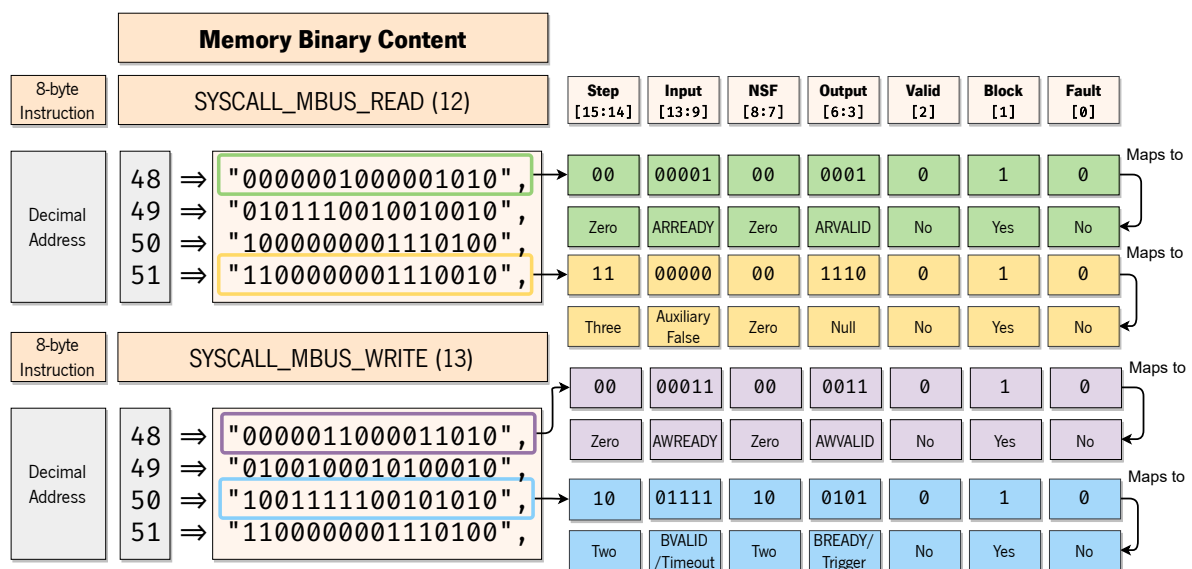 Memory Binary Content
8-byte
Instruction
SYSCALL_MBUS_READ (12)
Step
[15:14]
Input
[13:9]
NSF
[8:7]
Output
[6:3]
Valid
[2]
Block
[1]
Fault
[0]
Decimal
Address
48 ⇒ "0000001000001010",
49 ⇒ "0101110010010010",
50 ⇒ "1000000001110100",
51 ⇒ "1100000001110010",
00 00001 00 0001 0 1 0
Maps to
Zero ARREADY Zero ARVALID No Yes No
11 00000 00 1110 0 1 0
Maps to
Three Auxiliary False Zero Null No Yes No
8-byte
Instruction
SYSCALL_MBUS_WRITE (13)
Decimal
Address
48 ⇒ "0000011000011010",
49 ⇒ "0100100010100010",
50 ⇒ "1001111100101010",
51 ⇒ "1100000001110100",
00 00011 00 0011 0 1 0
Maps to
Zero AWREADY Zero AWVALID No Yes No
10 01111 10 0101 0 1 0
Maps to
Two BVALID /Timeout Two BREADY/ Trigger No Yes No